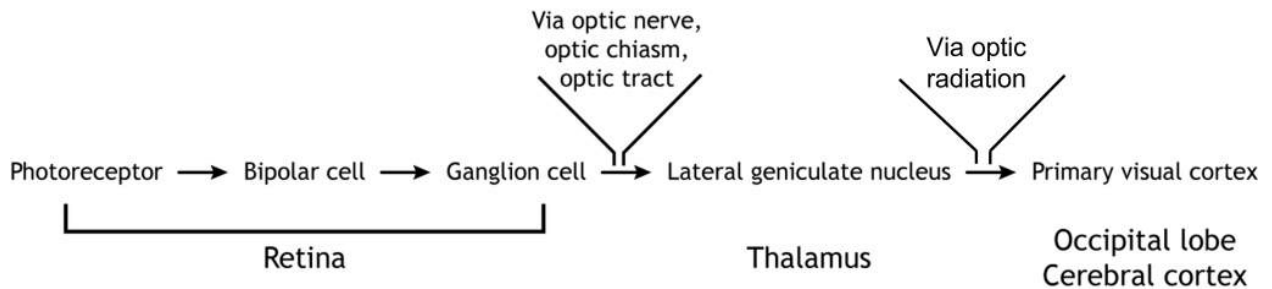 Via optic nerve,
optic chiasm,
optic tract
Via optic
radiation
Photoreceptor
Bipolar cell
Ganglion cell
Lateral geniculate nucleus
Primary visual cortex
Retina
Thalamus
Occipital lobe
Cerebral cortex